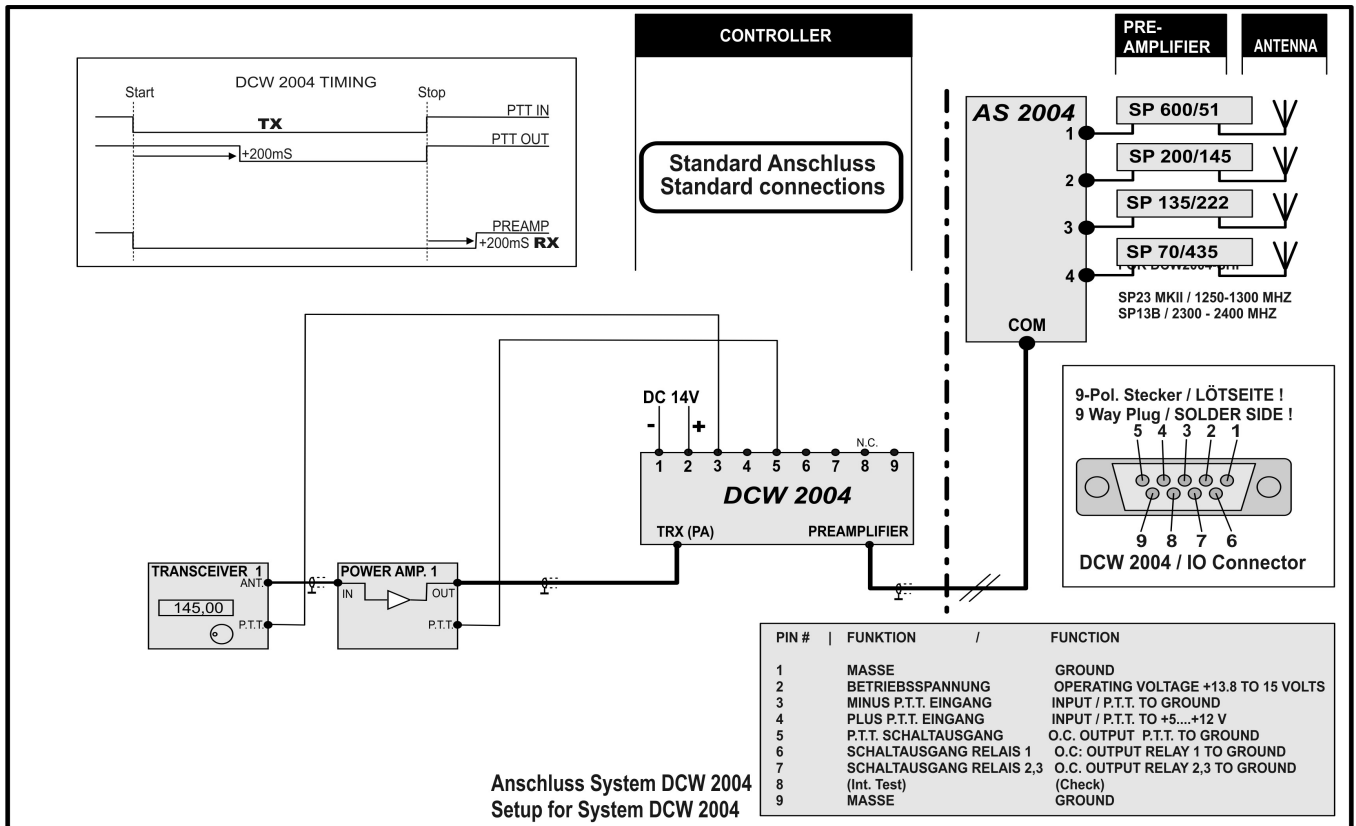 CONTROLLER
PRE-
AMPLIFIER
ANTENNA
DCW 2004 TIMING
Start
Stop
PTT IN
TX
PTT OUT
+200mS
PREAMP
+200mS RX
Standard Anschluss
Standard connections
AS 2004
1
2
3
4
COM
SP 600/51
SP 200/145
SP 135/222
SP 70/435
FOR DCW2004-SHF
SP23 MKII / 1250-1300 MHZ
SP13B / 2300 - 2400 MHZ
9-Pol. Stecker / LÖTSEITE !
9 Way Plug / SOLDER SIDE !
5 4 3 2 1
9 8 7 6
DCW 2004 / IO Connector
DC 14V
- +
N.C.
1 2 3 4 5 6 7 8 9
DCW 2004
TRX (PA)
PREAMPLIFIER
TRANSCEIVER 1
ANT.
145,00
P.T.T.
POWER AMP. 1
IN
OUT
P.T.T.
PIN # | FUNKTION / FUNCTION
1 MASSE GROUND
2 BETRIEBSSPANNUNG OPERATING VOLTAGE +13.8 TO 15 VOLTS
3 MINUS P.T.T. EINGANG INPUT / P.T.T. TO GROUND
4 PLUS P.T.T. EINGANG INPUT / P.T.T. TO +5....+12 V
5 P.T.T. SCHALTAUSGANG O.C. OUTPUT P.T.T. TO GROUND
6 SCHALTAUSGANG RELAIS 1 O.C: OUTPUT RELAY 1 TO GROUND
7 SCHALTAUSGANG RELAIS 2,3 O.C. OUTPUT RELAY 2,3 TO GROUND
8 (Int. Test) (Check)
9 MASSE GROUND
Anschluss System DCW 2004
Setup for System DCW 2004